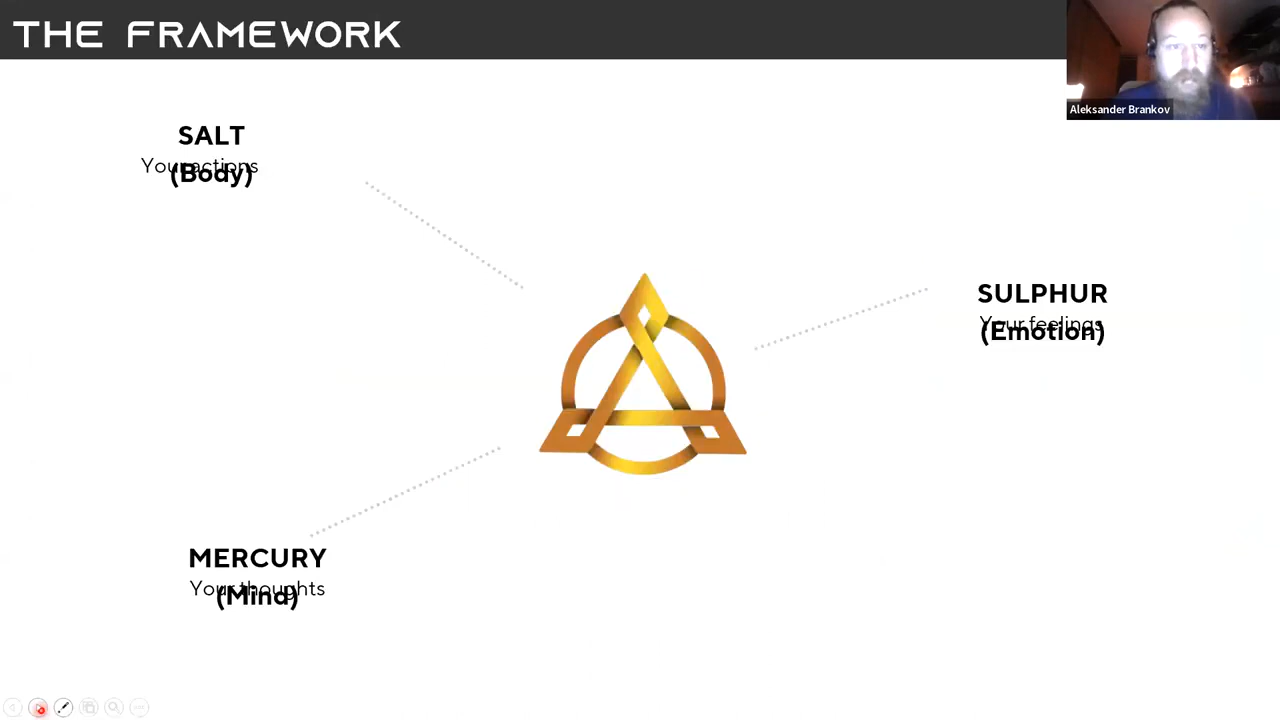 THE FRAMEWORK
Aleksander Brankov
SALT
Your actions
(Body)
SULPHUR
Your feelings
(Emotion)
MERCURY
Your thoughts
(Mind)